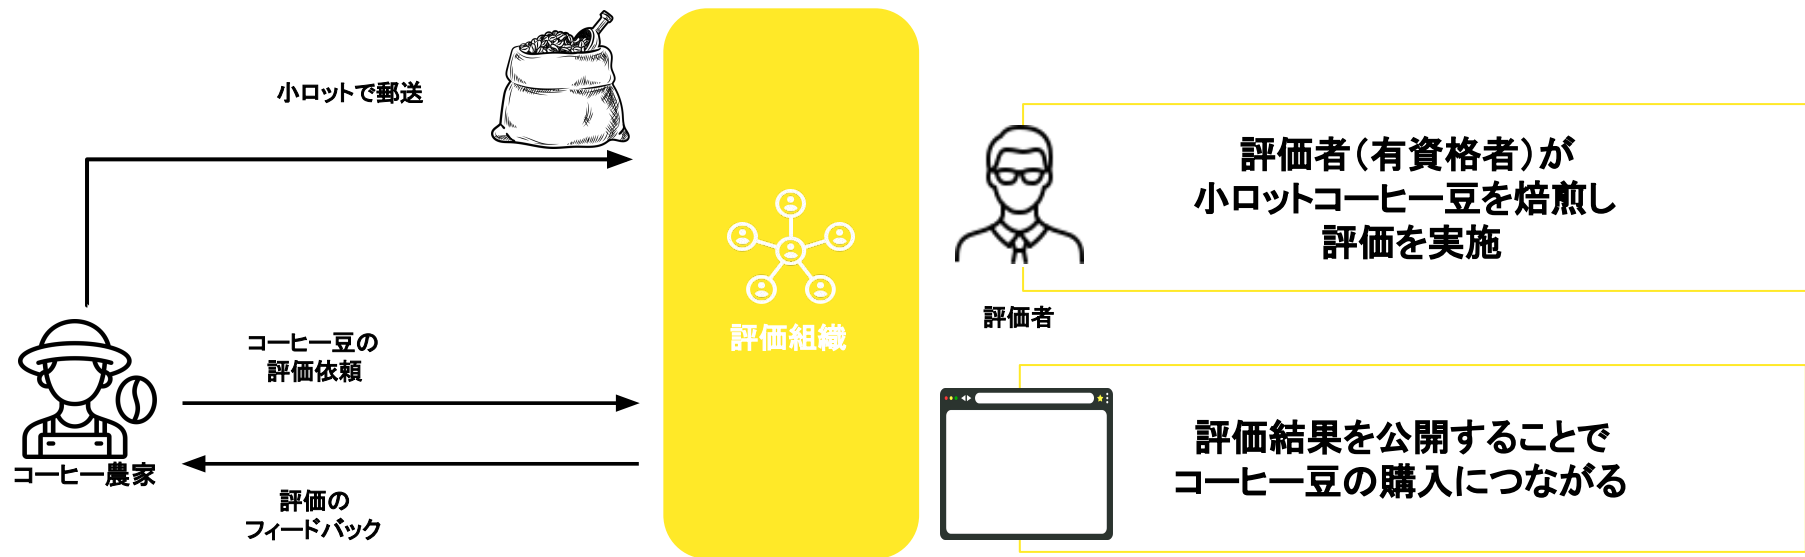 小ロットで郵送
評価者（有資格者）が
小ロットコーヒー豆を焙煎し
評価を実施
評価者
評価組織
コーヒー豆の
評価依頼
コーヒー農家
評価の
フィードバック
評価結果を公開することで
コーヒー豆の購入につながる